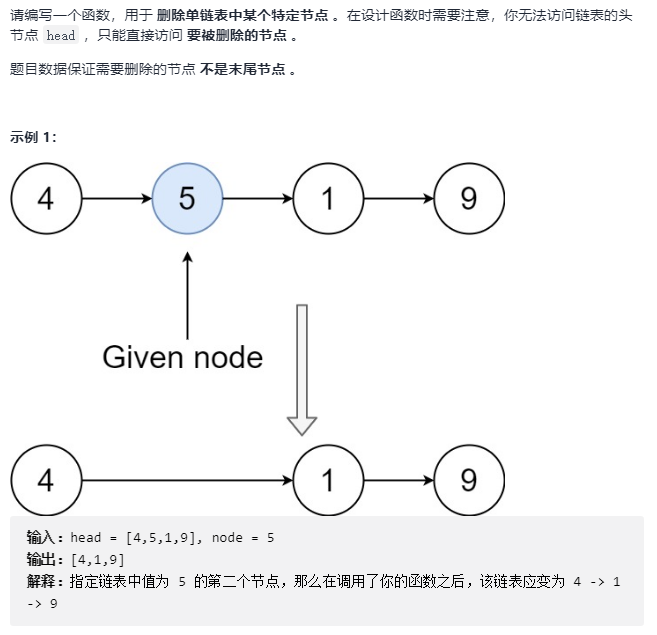 请编写一个函数，用于 删除单链表中某个特定节点 。在设计函数时需要注意，你无法访问链表的头
节点 head ，只能直接访问 要被删除的节点 。
题目数据保证需要删除的节点 不是末尾节点 。
示例 1：
4 5 1 9
Given node
4 1 9
输入：head = [4,5,1,9], node = 5
输出：[4,1,9]
解释：指定链表中值为 5 的第二个节点，那么在调用了你的函数之后，该链表应变为 4 -> 1
-> 9